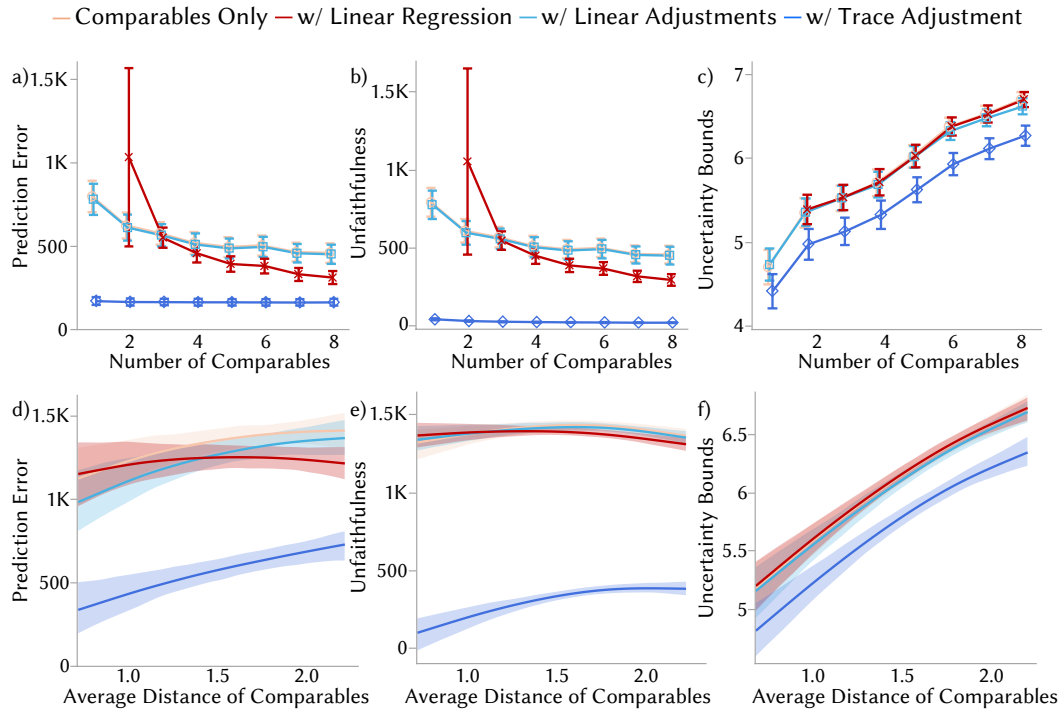 Comparables Only w/ Linear Regression w/ Linear Adjustments w/ Trace Adjustment
a)
Prediction Error
1.5K
1K
500
0
2 4 6 8
Number of Comparables
b)
Unfaithfulness
1.5K
1K
500
0
2 4 6 8
Number of Comparables
c)
Uncertainty Bounds
7
6
5
4
2 4 6 8
Number of Comparables
d)
Prediction Error
1.5K
1K
500
0
1.0 1.5 2.0
Average Distance of Comparables
e)
Unfaithfulness
1.5K
1K
500
0
1.0 1.5 2.0
Average Distance of Comparables
f)
Uncertainty Bounds
6.5
6
5.5
5
1.0 1.5 2.0
Average Distance of Comparables